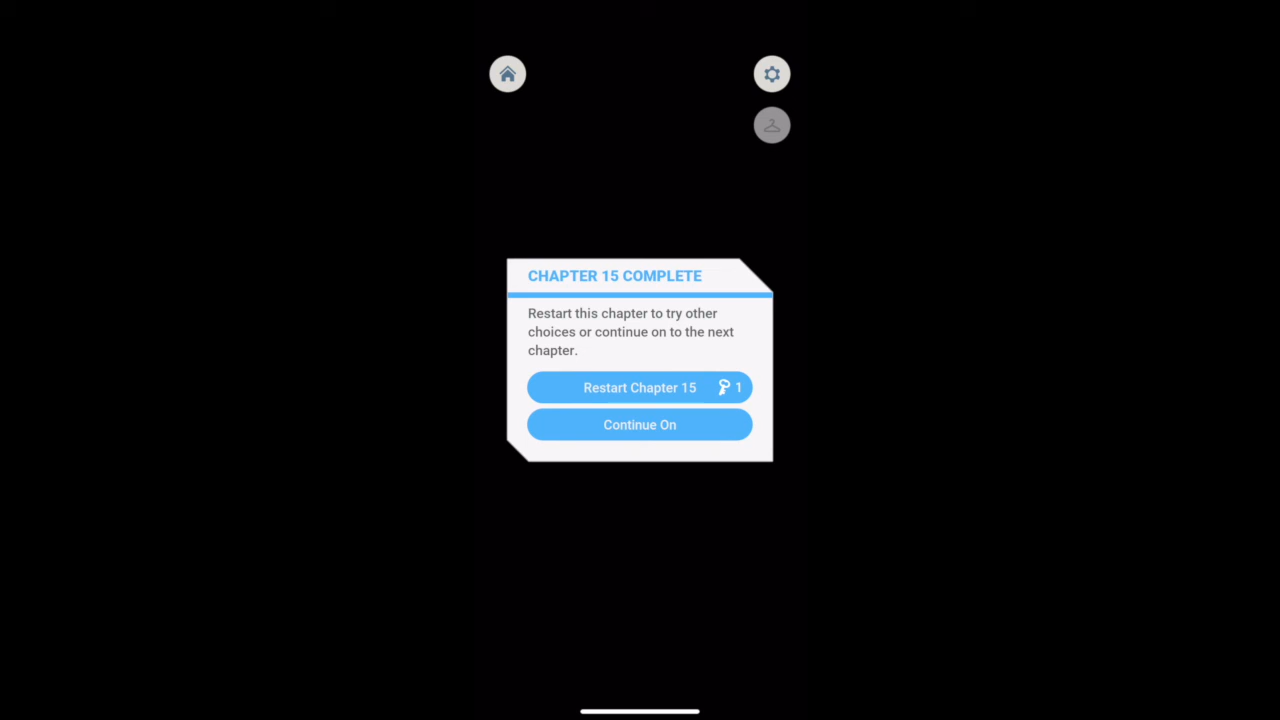 CHAPTER 15 COMPLETE
Restart this chapter to try other
choices or continue on to the next
chapter.
Restart Chapter 15 1
Continue On